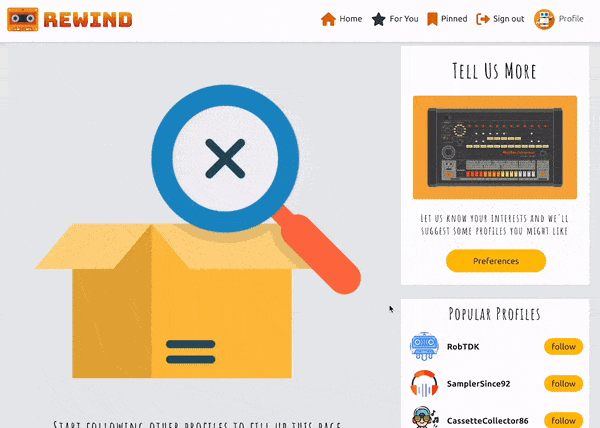 REWIND
Home
For You
Pinned
Sign out
Profile
Tell Us More
Let us know your interests and we'll
suggest some profiles you might like
Preferences
Popular Profiles
RobTDK
follow
SamplerSince92
follow
CassetteCollector86
follow
Start following other profiles to fill up this page